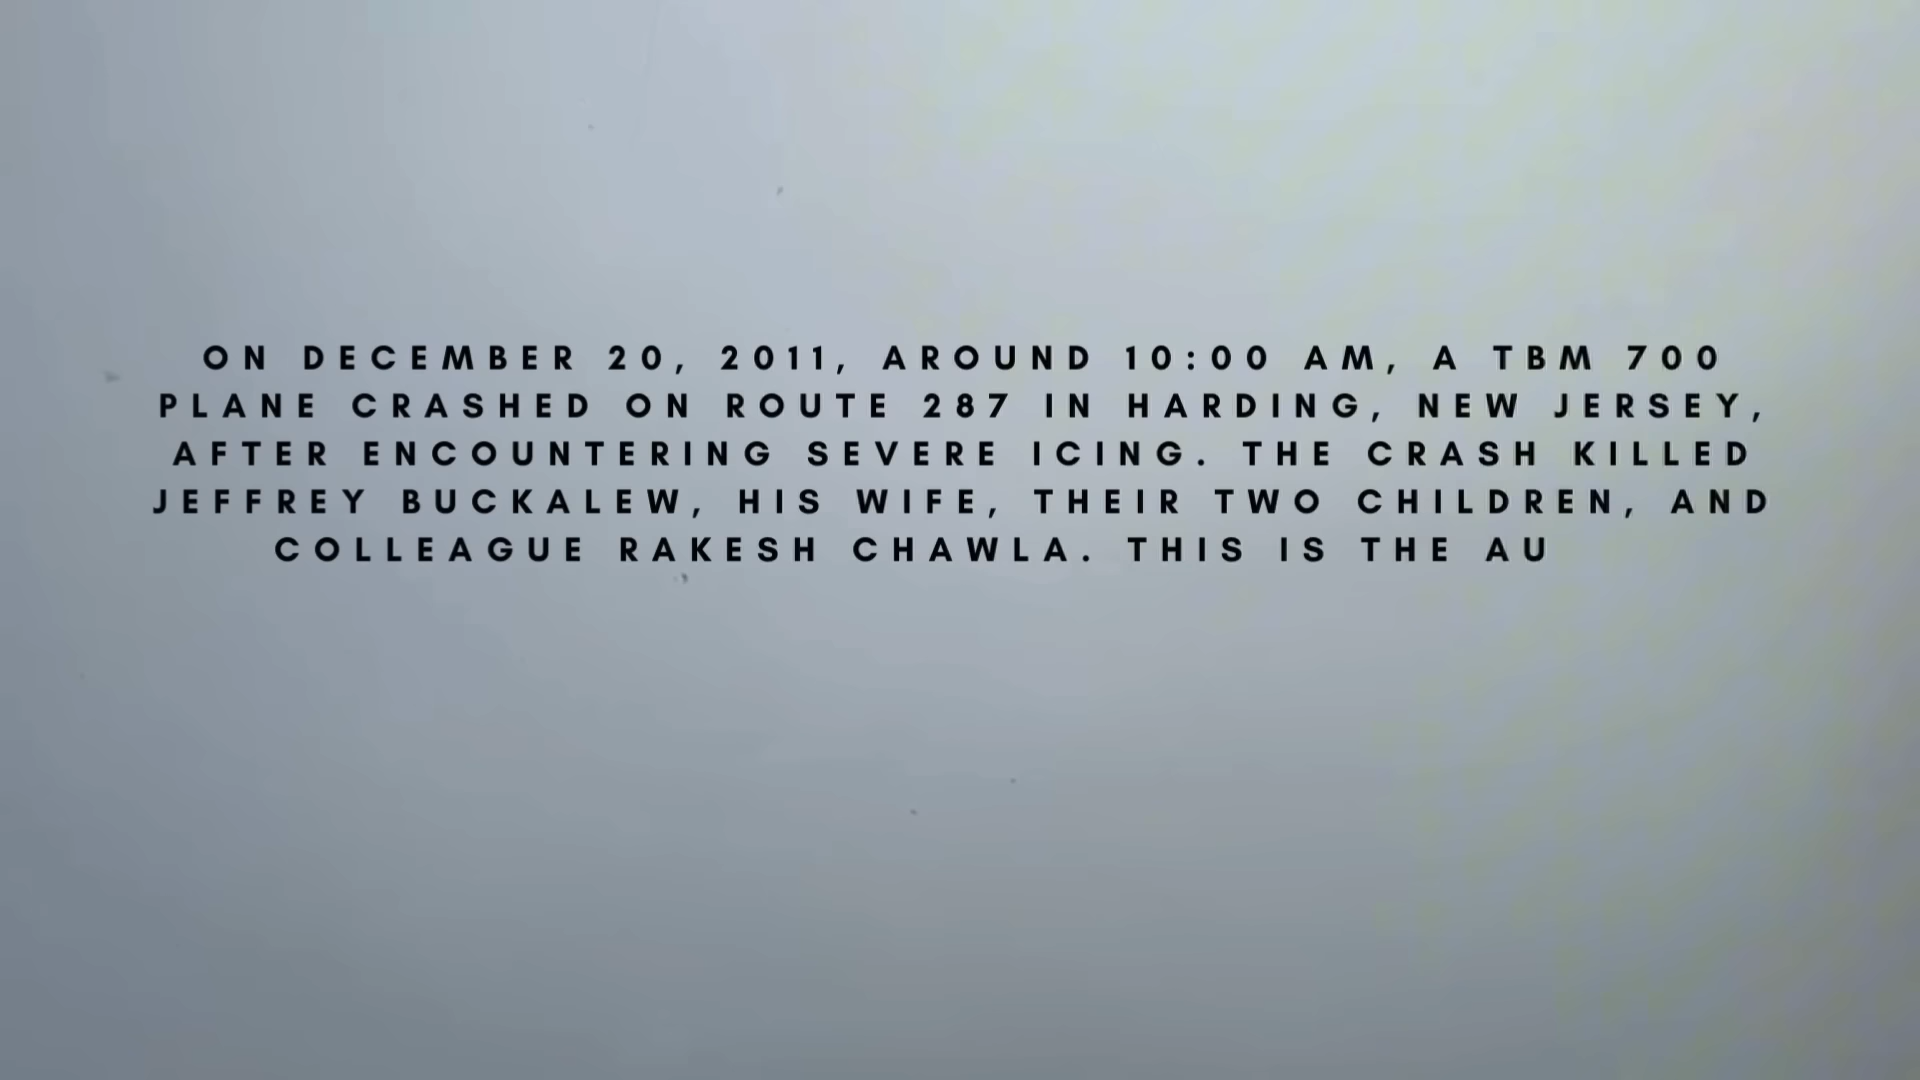 ON DECEMBER 20, 2011, AROUND 10:00 AM, A TBM 700
PLANE CRASHED ON ROUTE 287 IN HARDING, NEW JERSEY,
AFTER ENCOUNTERING SEVERE ICING. THE CRASH KILLED
JEFFREY BUCKALEW, HIS WIFE, THEIR TWO CHILDREN, AND
COLLEAGUE RAKESH CHAWLA. THIS IS THE AU